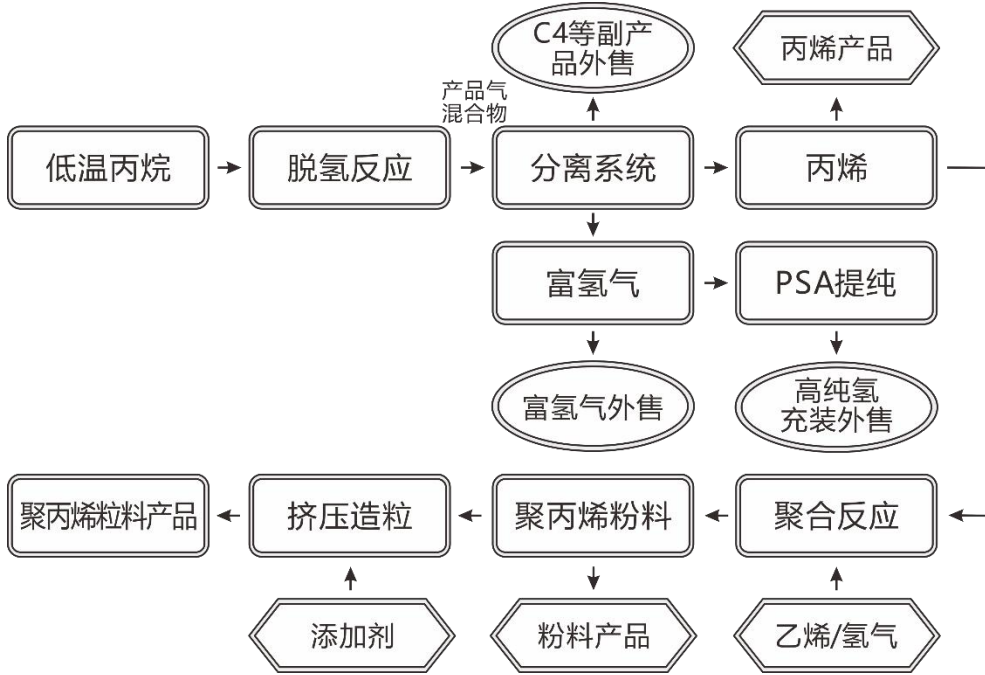 C4等副产
品外售
丙烯产品
产品气
混合物
低温丙烷
脱氢反应
分离系统
丙烯
富氢气
PSA提纯
富氢气外售
高纯氢
充装外售
聚丙烯粒料产品
挤压造粒
聚丙烯粉料
聚合反应
添加剂
粉料产品
乙烯/氢气